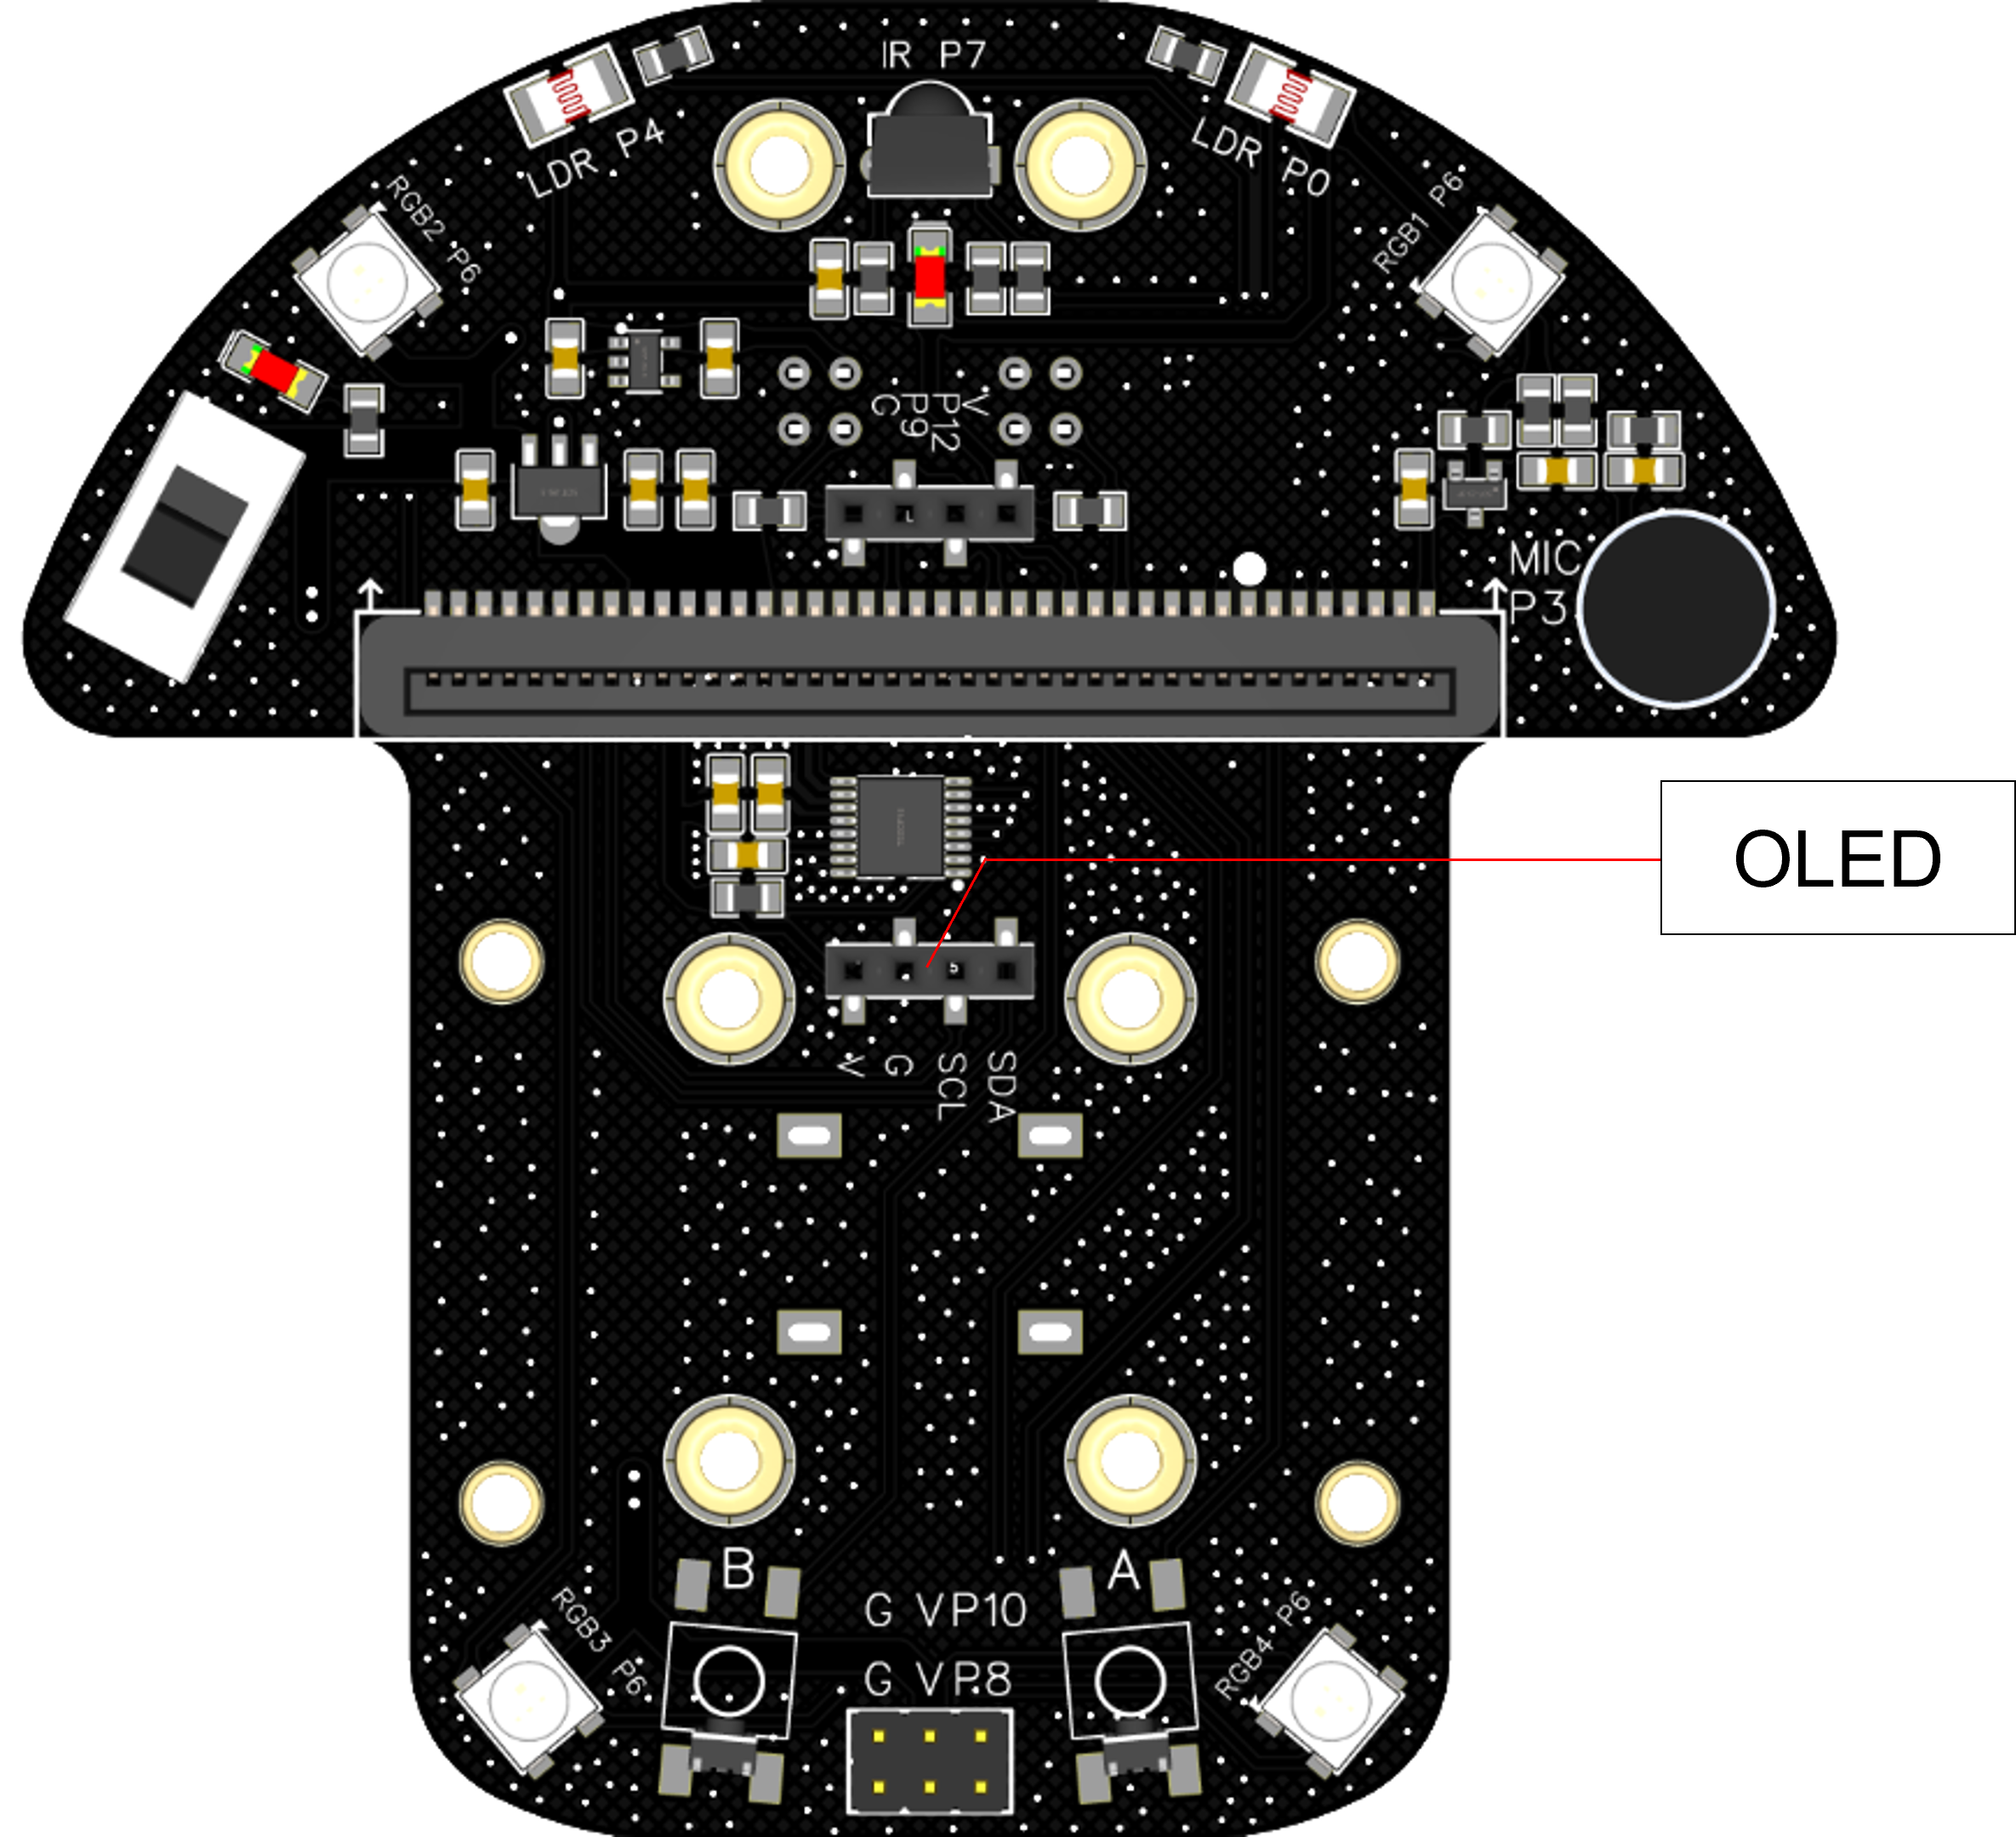 IR P7
LDR P4
LDR P0
RGB2 P6
RGB1 P6
G
P9
P12
V
MIC
P3
OLED
V
G
SCL
SDA
B
A
G VP10
G VP8
RGB3 P6
RGB4 P6